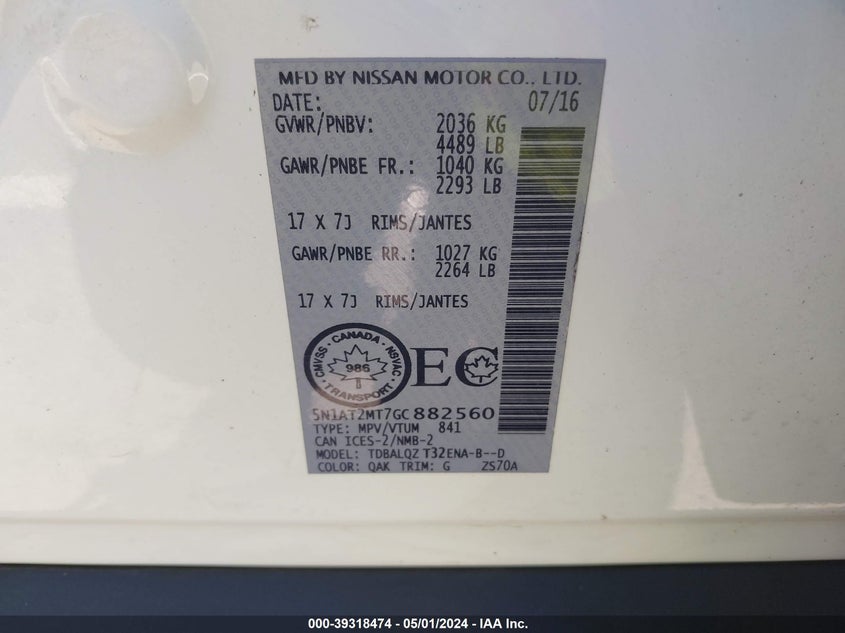 MFD BY NISSAN MOTOR CO., LTD.
DATE: 07/16
GVWR/PNBV: 2036 KG
4489 LB
GAWR/PNBE FR.: 1040 KG
2293 LB
17 X 7J RIMS/JANTES
GAWR/PNBE RR.: 1027 KG
2264 LB
17 X 7J RIMS/JANTES
CANADA · NSVAC · TRANSPORT · CMVSS ·
986
EC
5N1AT2MT7GC882560
TYPE: MPV/VTUM 841
CAN ICES-2/NMB-2
MODEL: TDBALQZ T32ENA-B--D
COLOR: QAK TRIM: G ZS70A
000-39318474 - 05/01/2024 - IAA Inc.